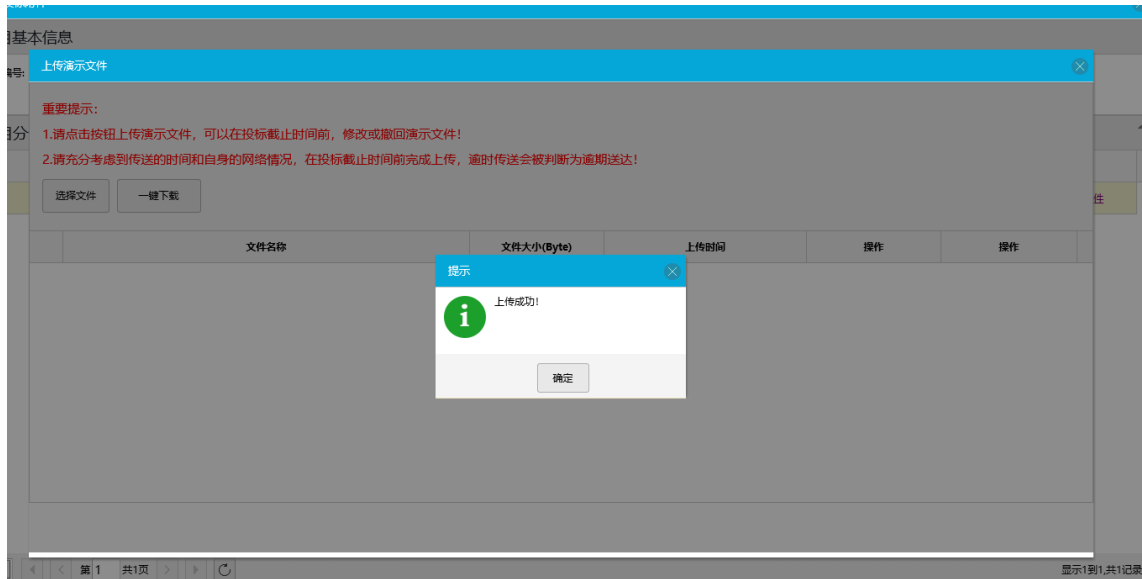 基本信息
编号:
上传演示文件
重要提示:
1.请点击按钮上传演示文件，可以在投标截止时间前，修改或撤回演示文件！
2.请充分考虑到传送的时间和自身的网络情况，在投标截止时间前完成上传，逾时传送会被判断为逾期送达！
分
选择文件 一键下载
件
文件名称 文件大小(Byte) 上传时间 操作 操作
提示
上传成功!
确定
第 1 共1页
显示1到1,共1记录